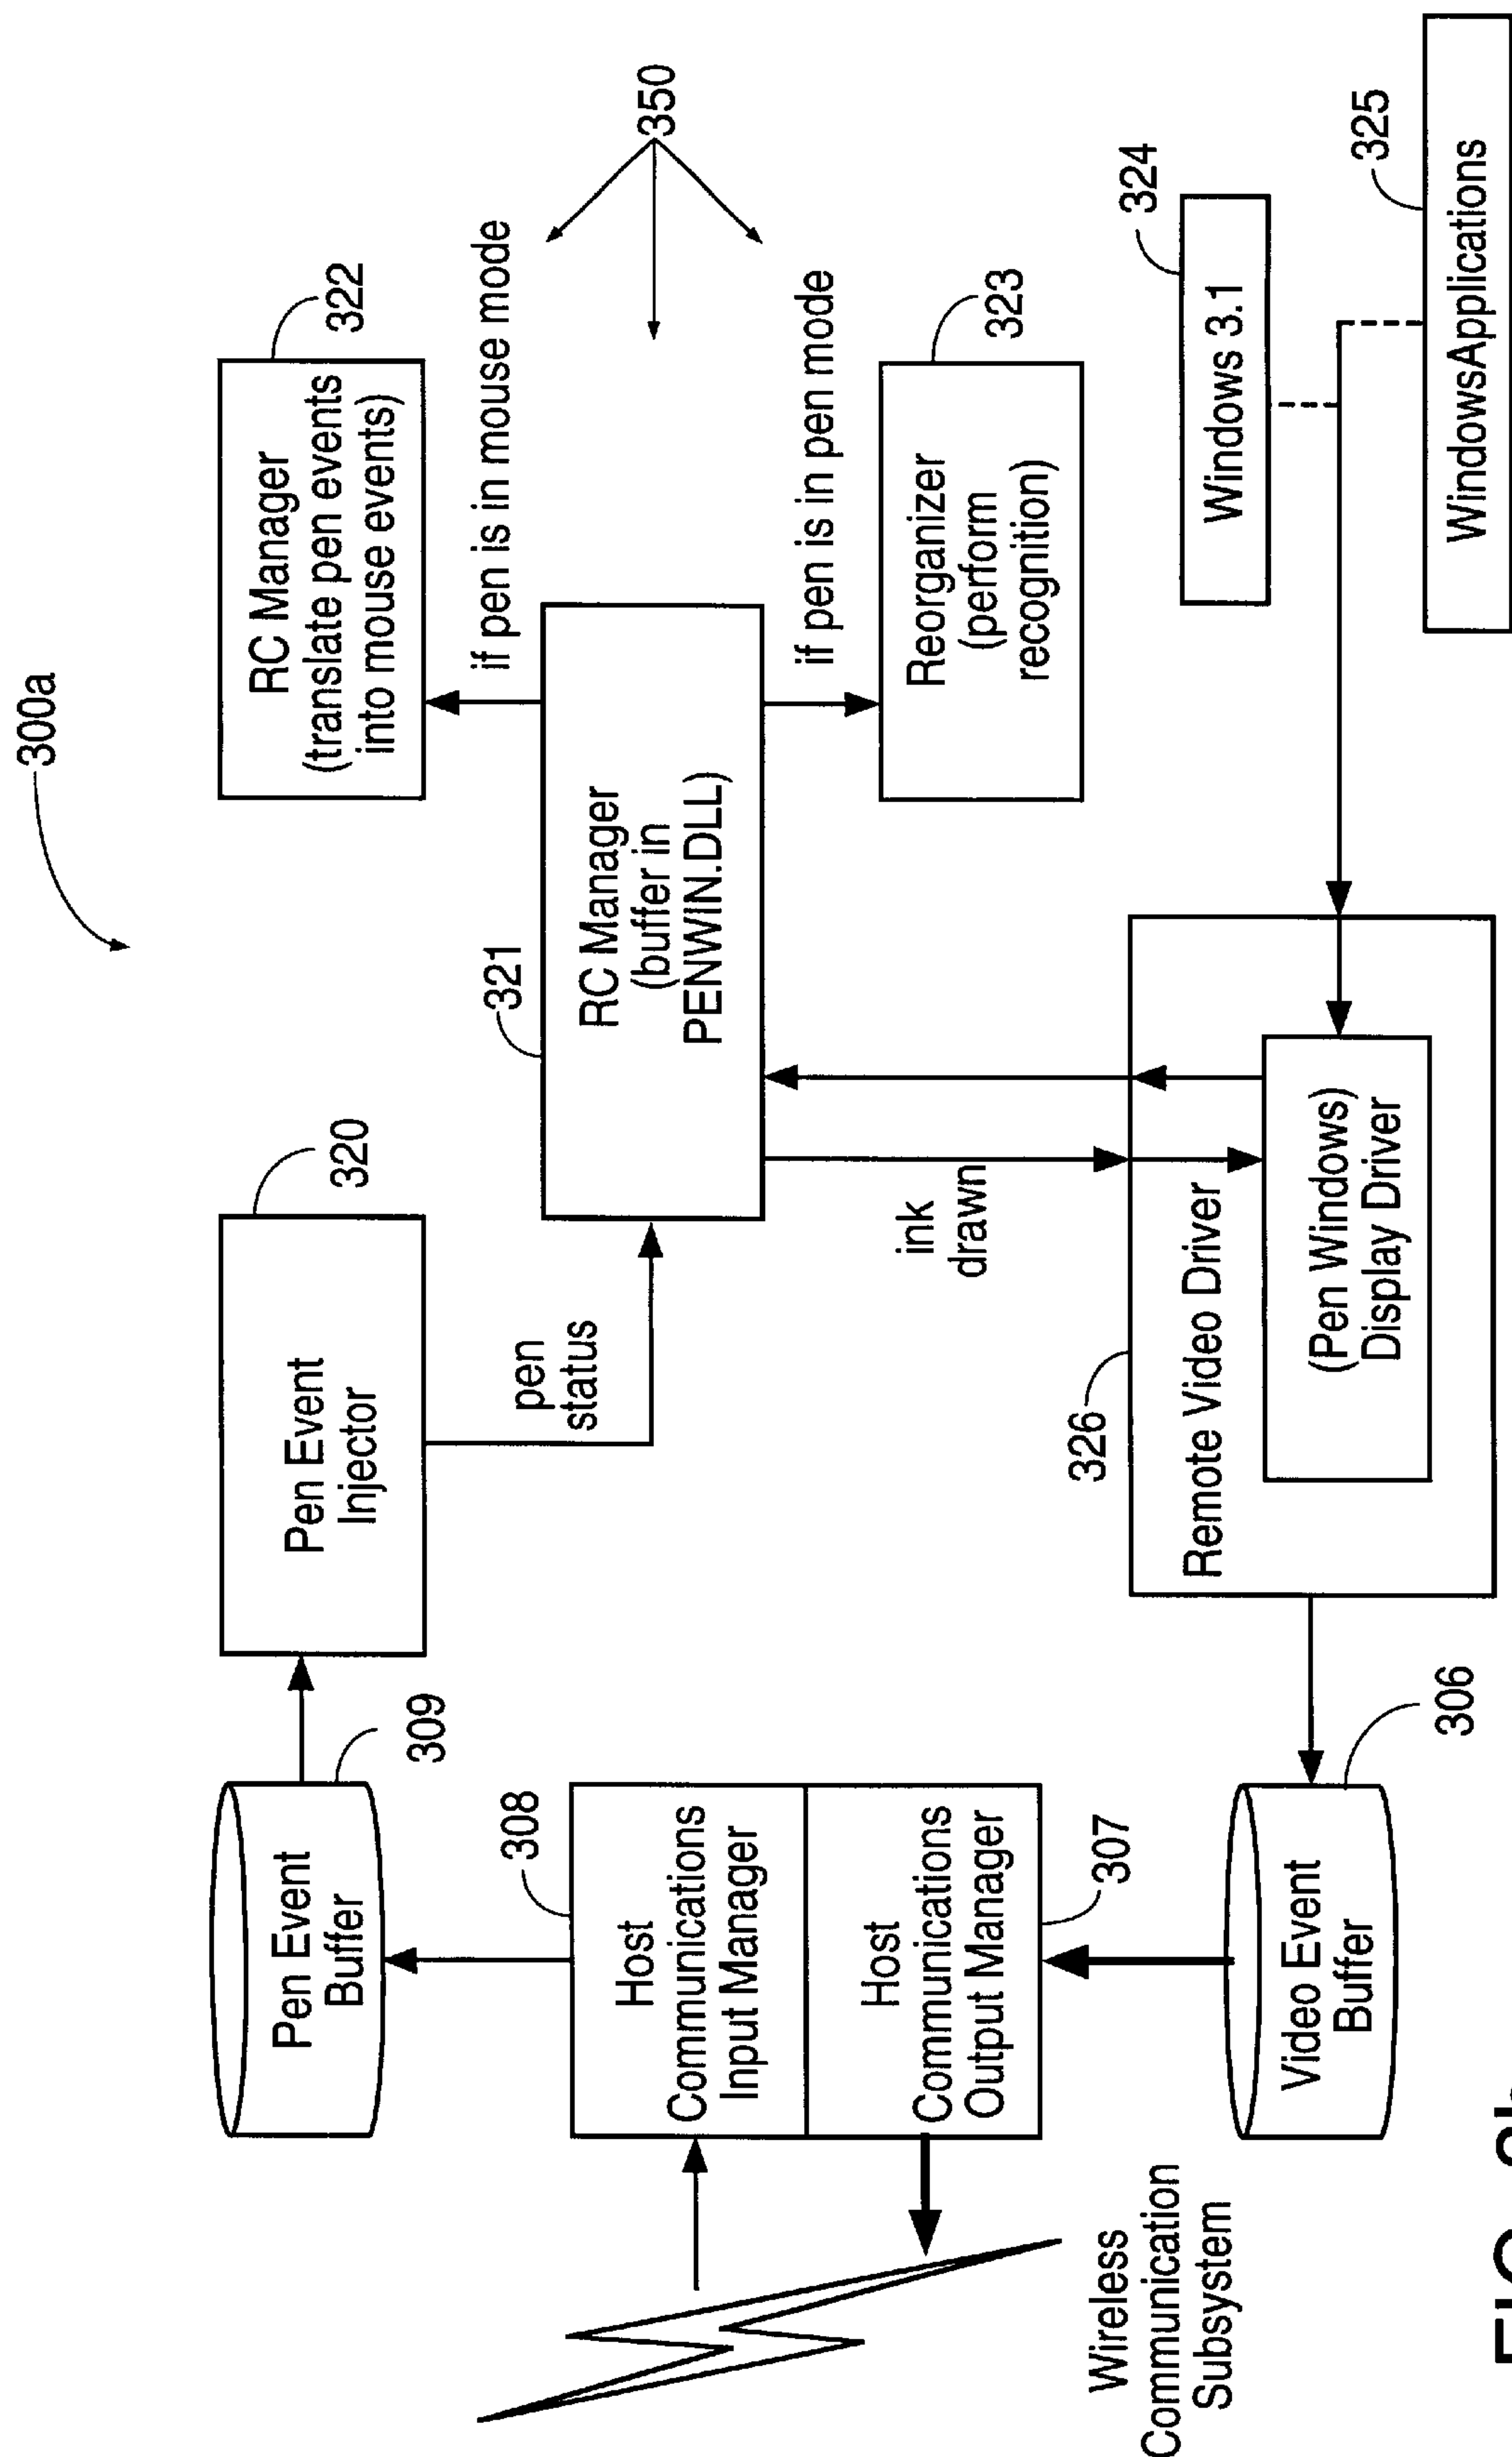 300a
Pen Event
Buffer
309
Pen Event
Injector
320
RC Manager
(translate pen events
into mouse events)
322
if pen is in mouse mode
350
pen
status
321
RC Manager
(buffer in
PENWIN.DLL)
if pen is in pen mode
Reorganizer
(perform
recognition)
323
308
Host
Communications
Input Manager
Host
Communications
Output Manager
307
ink
drawn
Wireless
Communication
Subsystem
326
Remote Video Driver
(Pen Windows)
Display Driver
Windows 3.1
324
WindowsApplications
325
Video Event
Buffer
306
FIG.